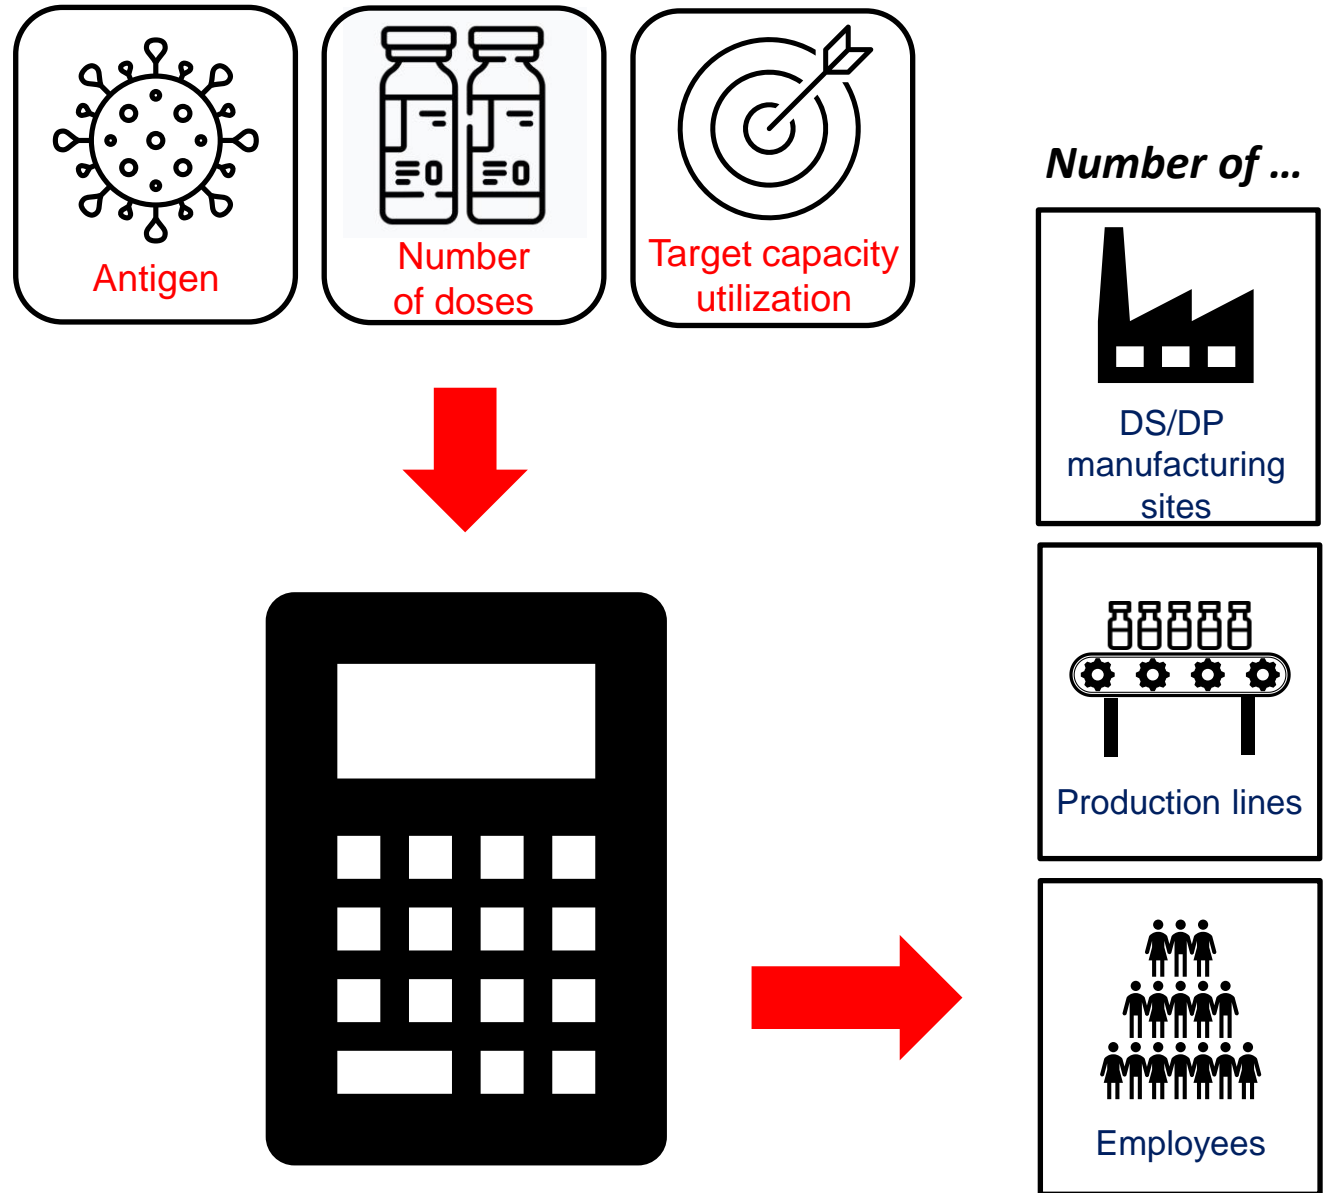 Antigen
Number
of doses
Target capacity
utilization
Number of ...
DS/DP
manufacturing
sites
Production lines
Employees